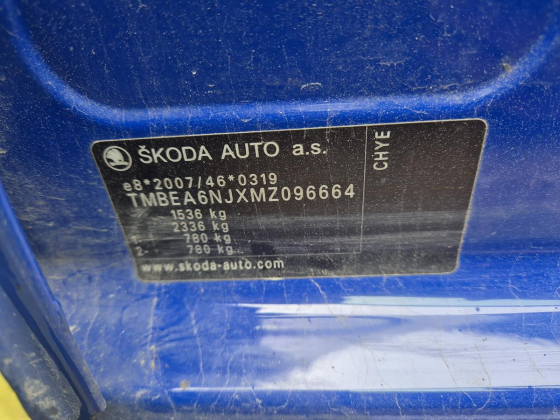 ŠKODA AUTO a.s.
CHYE
e8*2007/46*0319
TMBEA6NJXMZ096664
1536 kg
2336 kg
1- 780 kg
2- 780 kg
www.skoda-auto.com